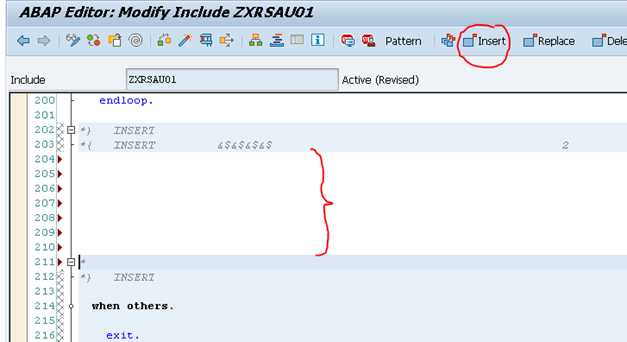 ABAP Editor: Modify Include ZXRSAU01
Pattern Insert Replace Dele
Include ZXRSAU01 Active (Revised)
200 endloop.
201
202 *} INSERT
203 *{ INSERT &$&$&$&$ 2
204
205
206
207
208
209
210
211 *
212 *} INSERT
213
214 when others.
215
216 exit.